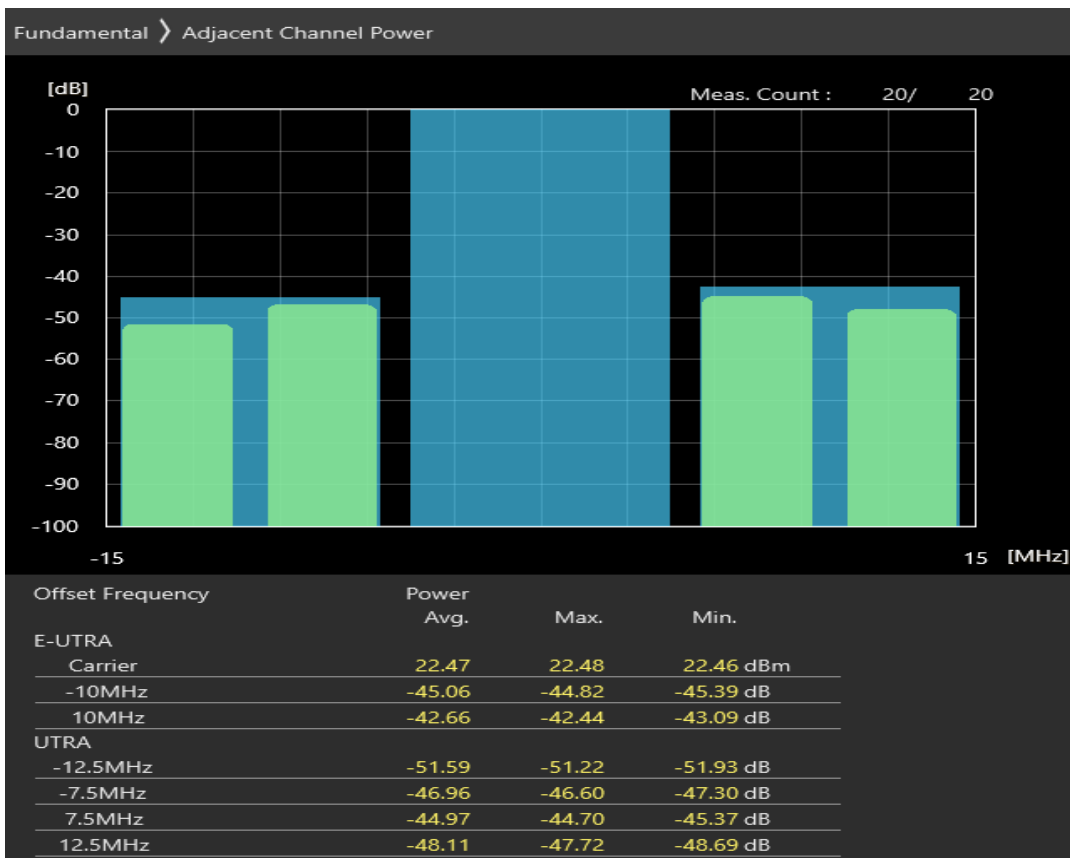 Fundamental 〉 Adjacent Channel Power
[dB]
Meas. Count : 20/ 20
0
-10
-20
-30
-40
-50
-60
-70
-80
-90
-100
-15 15 [MHz]
Offset Frequency Power
Avg. Max. Min.
E-UTRA
Carrier 22.47 22.48 22.46 dBm
-10MHz -45.06 -44.82 -45.39 dB
10MHz -42.66 -42.44 -43.09 dB
UTRA
-12.5MHz -51.59 -51.22 -51.93 dB
-7.5MHz -46.96 -46.60 -47.30 dB
7.5MHz -44.97 -44.70 -45.37 dB
12.5MHz -48.11 -47.72 -48.69 dB